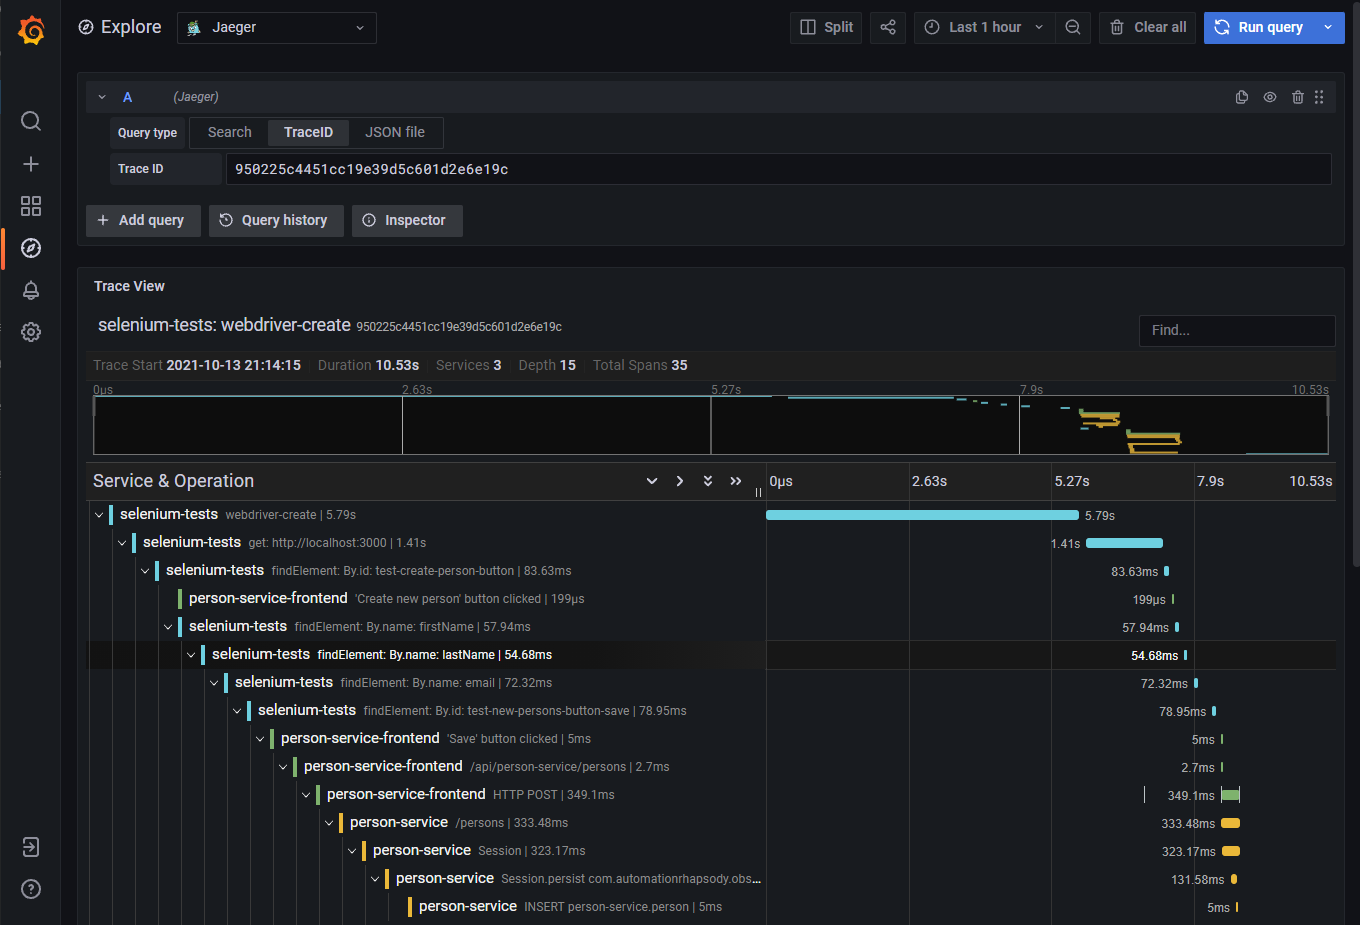 Explore Jaeger Split Last 1 hour Clear all Run query
A (Jaeger)
Query type Search TraceID JSON file
Trace ID 950225c4451cc19e39d5c601d2e6e19c
+ Add query Query history Inspector
Trace View
selenium-tests: webdriver-create 950225c4451cc19e39d5c601d2e6e19c Find...
Trace Start 2021-10-13 21:14:15 Duration 10.53s Services 3 Depth 15 Total Spans 35
0µs 2.63s 5.27s 7.9s 10.53s
Service & Operation 0µs 2.63s 5.27s 7.9s 10.53s
selenium-tests webdriver-create | 5.79s 5.79s
selenium-tests get: http://localhost:3000 | 1.41s 1.41s
selenium-tests findElement: By.id: test-create-person-button | 83.63ms 83.63ms
person-service-frontend 'Create new person' button clicked | 199µs 199µs
selenium-tests findElement: By.name: firstName | 57.94ms 57.94ms
selenium-tests findElement: By.name: lastName | 54.68ms 54.68ms
selenium-tests findElement: By.name: email | 72.32ms 72.32ms
selenium-tests findElement: By.id: test-new-persons-button-save | 78.95ms 78.95ms
person-service-frontend 'Save' button clicked | 5ms 5ms
person-service-frontend /api/person-service/persons | 2.7ms 2.7ms
person-service-frontend HTTP POST | 349.1ms 349.1ms
person-service /persons | 333.48ms 333.48ms
person-service Session | 323.17ms 323.17ms
person-service Session.persist com.automationrhapsody.obs... 131.58ms
person-service INSERT person-service.person | 5ms 5ms